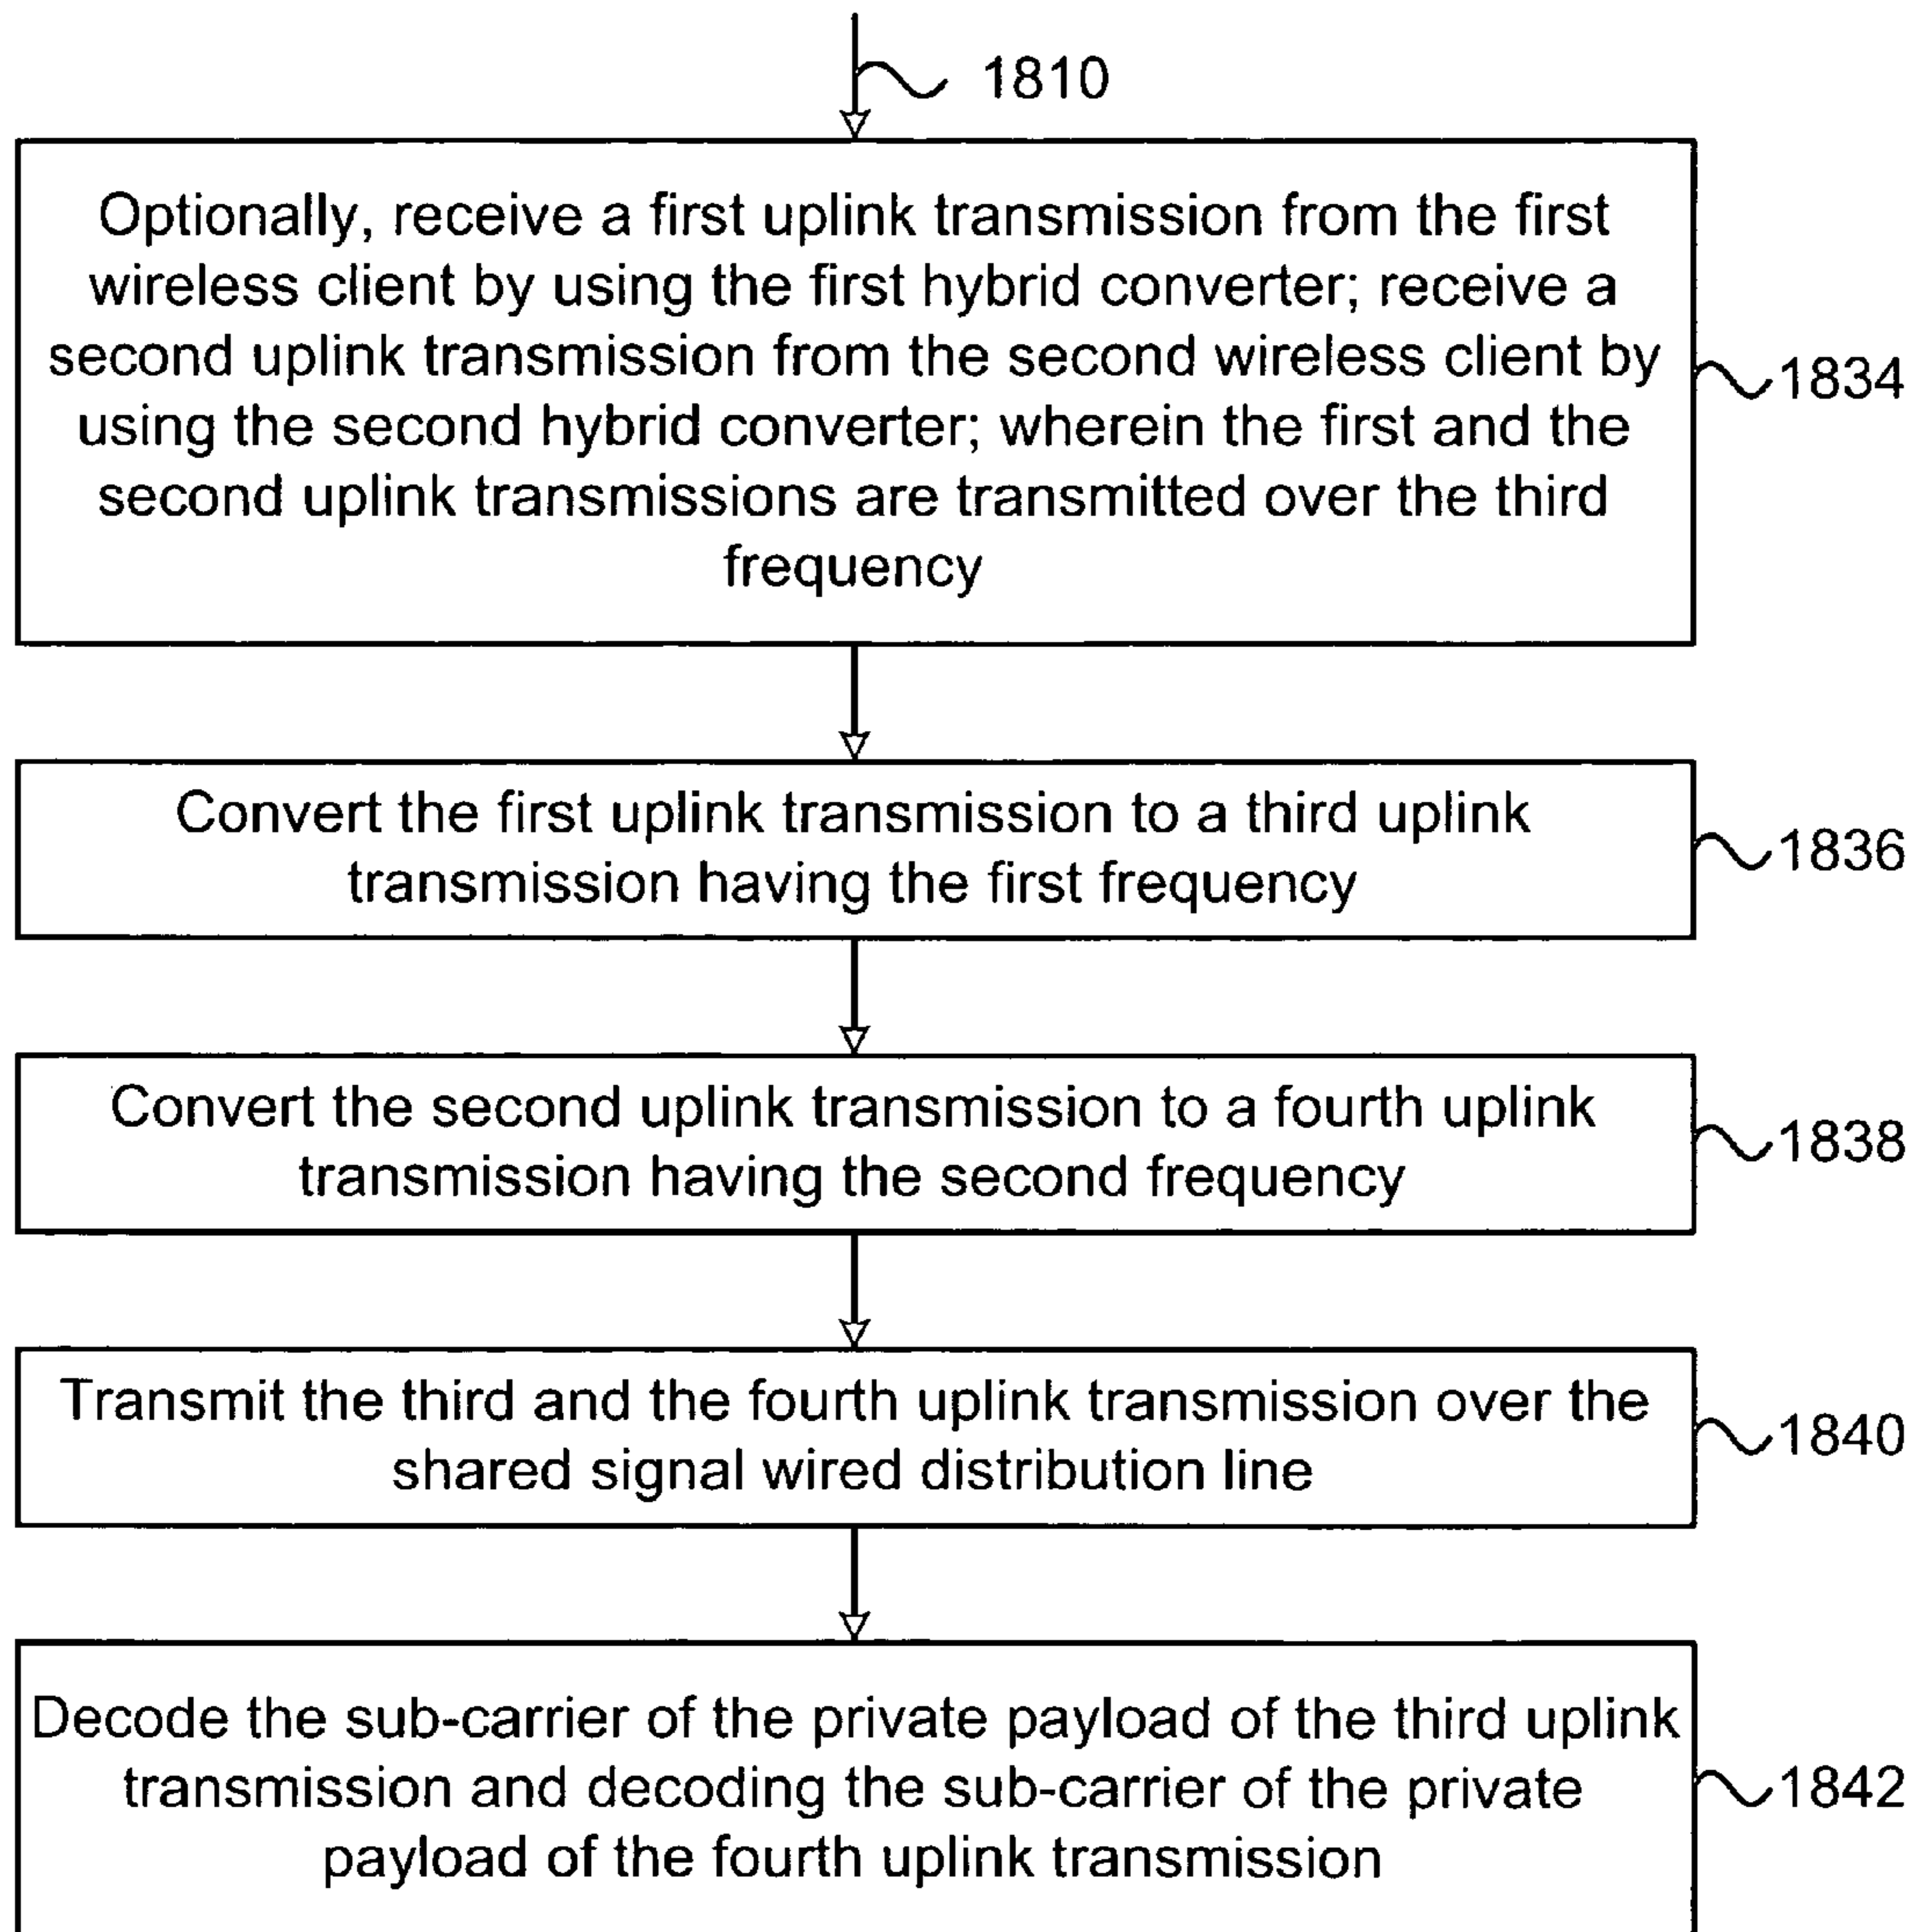 1810
Optionally, receive a first uplink transmission from the first
wireless client by using the first hybrid converter; receive a
second uplink transmission from the second wireless client by
using the second hybrid converter; wherein the first and the
second uplink transmissions are transmitted over the third
frequency
1834
Convert the first uplink transmission to a third uplink
transmission having the first frequency
1836
Convert the second uplink transmission to a fourth uplink
transmission having the second frequency
1838
Transmit the third and the fourth uplink transmission over the
shared signal wired distribution line
1840
Decode the sub-carrier of the private payload of the third uplink
transmission and decoding the sub-carrier of the private
payload of the fourth uplink transmission
1842